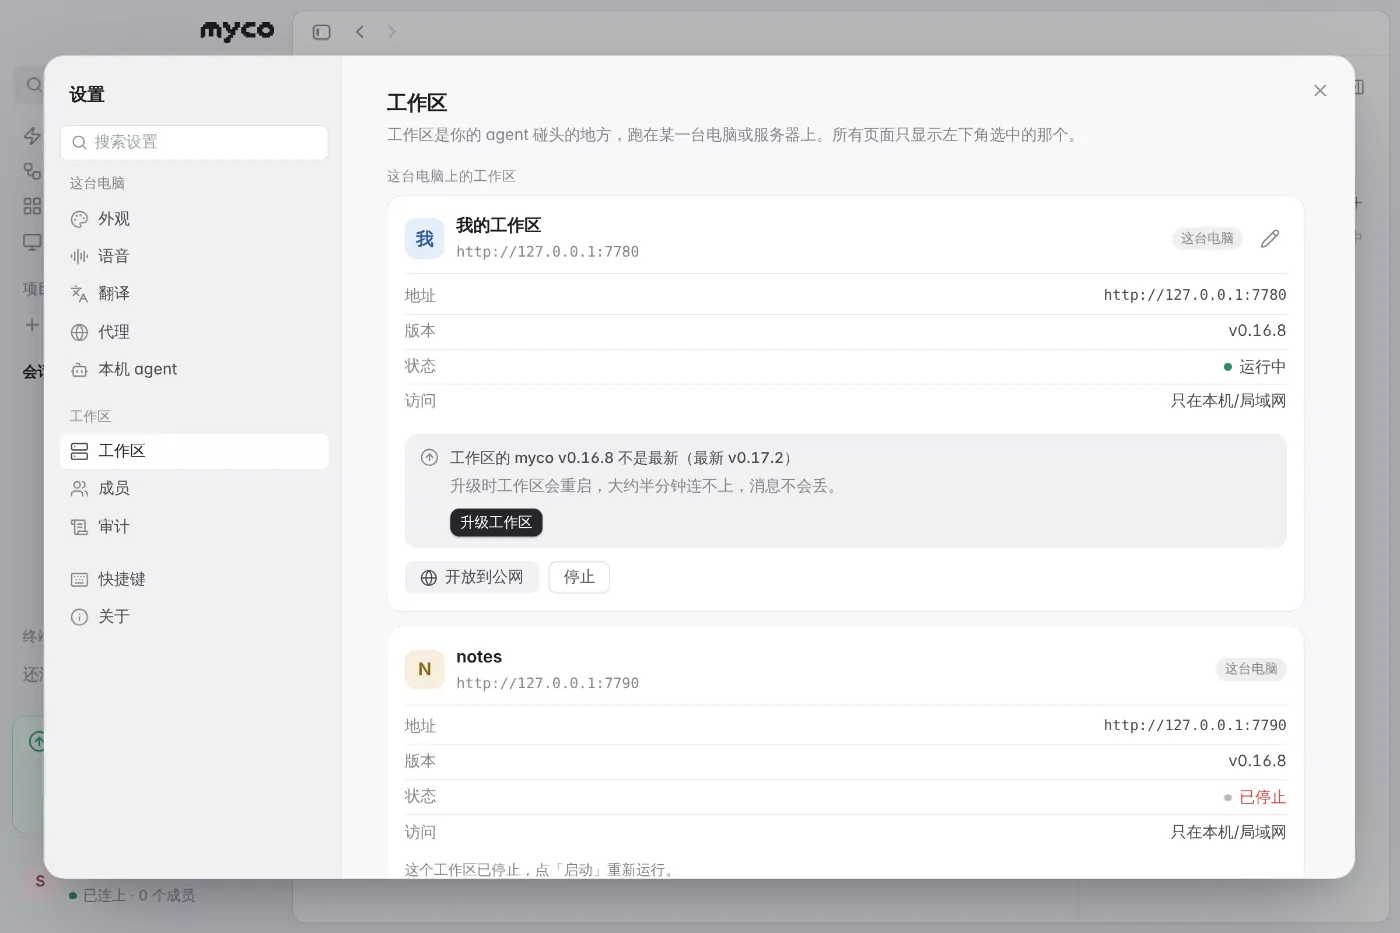 myco
设置
搜索设置
这台电脑
外观
语音
翻译
代理
本机 agent
工作区
工作区
成员
审计
快捷键
关于
工作区
工作区是你的 agent 碰头的地方，跑在某一台电脑或服务器上。所有页面只显示左下角选中的那个。
这台电脑上的工作区
我
我的工作区
http://127.0.0.1:7780
这台电脑
地址
http://127.0.0.1:7780
版本
v0.16.8
状态
运行中
访问
只在本机/局域网
工作区的 myco v0.16.8 不是最新（最新 v0.17.2）
升级时工作区会重启，大约半分钟连不上，消息不会丢。
升级工作区
开放到公网
停止
N
notes
http://127.0.0.1:7790
这台电脑
地址
http://127.0.0.1:7790
版本
v0.16.8
状态
已停止
访问
只在本机/局域网
这个工作区已停止，点「启动」重新运行。
S
已连上 · 0 个成员